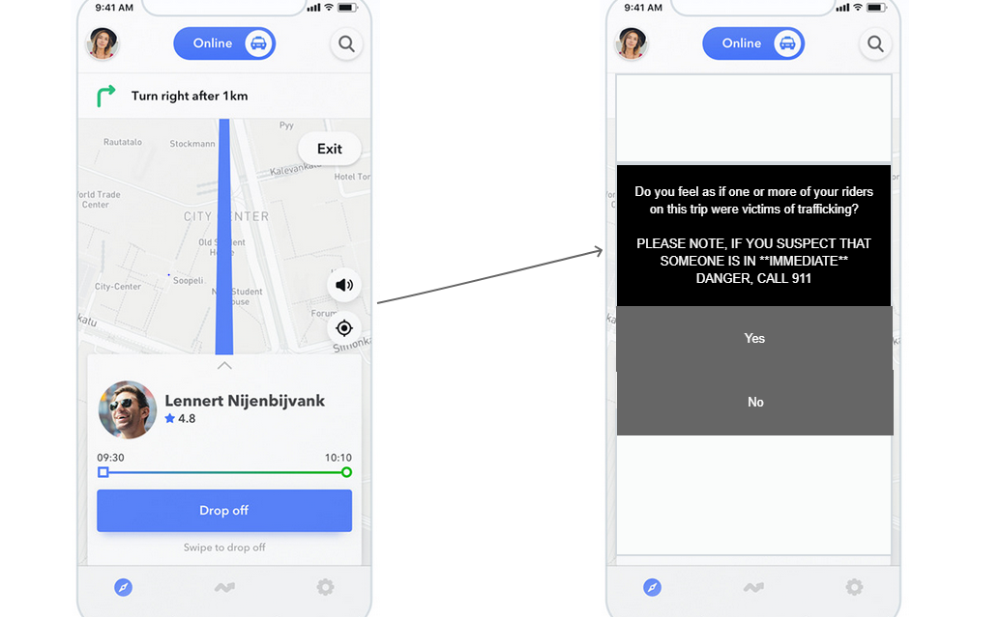 9:41 AM
Online
Turn right after 1km
Pyy
Rautatalo
Stockmann
Exit
Kalevankatu
Hotel Tor
orld Trade
Center
CITY CENTER
Old Student
House
City-Center
Soopeli
New Student
House
Forum
katu
Simonka
Lennert Nijenbijvank
4.8
09:30
10:10
Drop off
Swipe to drop off
9:41 AM
Online
Do you feel as if one or more of your riders
on this trip were victims of trafficking?
PLEASE NOTE, IF YOU SUSPECT THAT
SOMEONE IS IN **IMMEDIATE**
DANGER, CALL 911
Yes
No